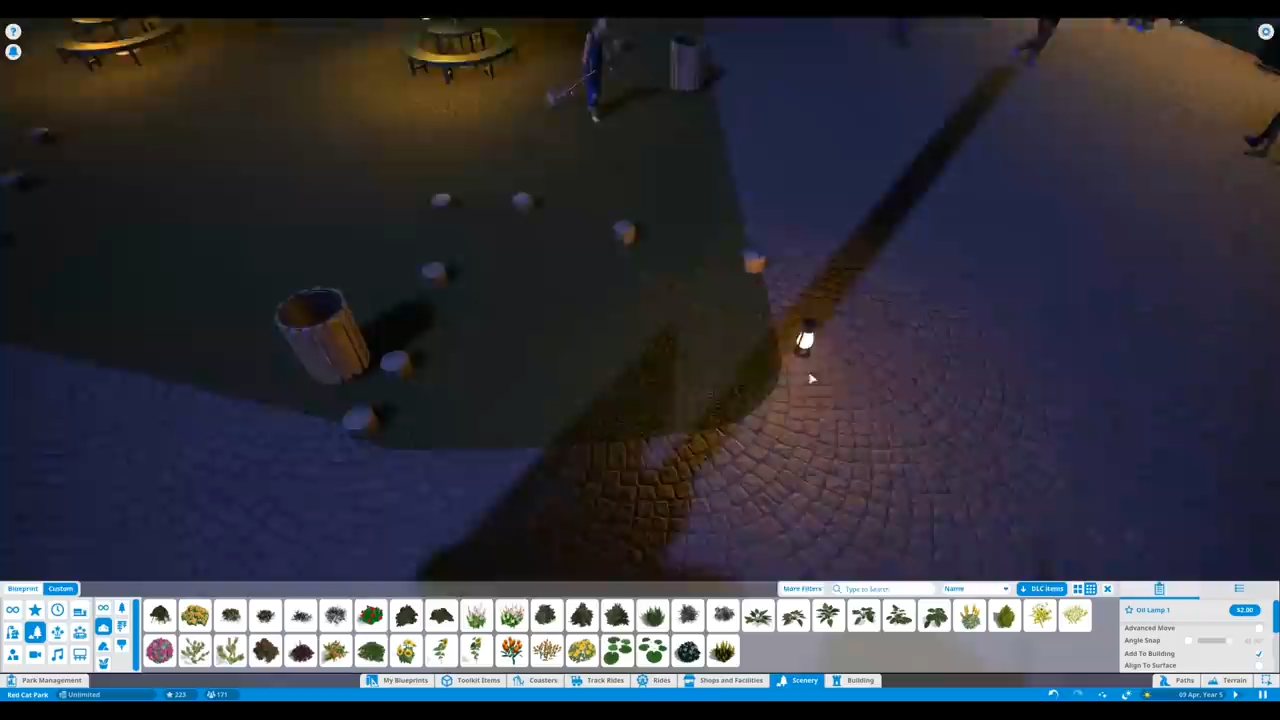 ?
Blueprint Custom
More Filters Type to Search Name DLC items
Oil Lamp 1 $2.00
Advanced Move
Angle Snap
Add To Building
Align To Surface
Park Management My Blueprints Toolkit Items Coasters Track Rides Rides Shops and Facilities Scenery Building Paths Terrain
Red Cat Park Unlimited 223 171 09 Apr, Year 5